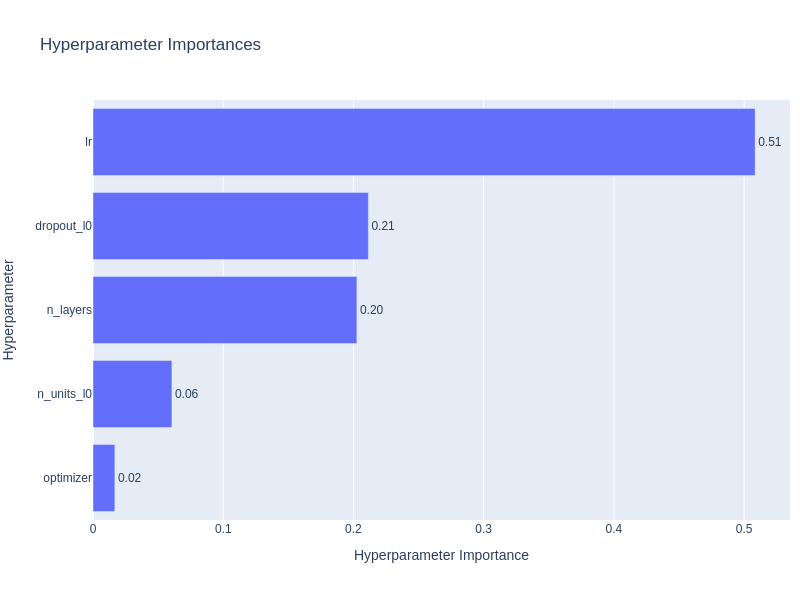 Hyperparameter Importances
lr
0.51
dropout_l0
0.21
n_layers
0.20
n_units_l0
0.06
optimizer
0.02
0
0.1
0.2
0.3
0.4
0.5
Hyperparameter Importance
Hyperparameter